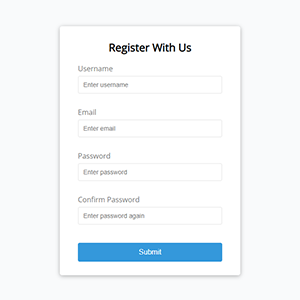 Register With Us
Username
Enter username
Email
Enter email
Password
Enter password
Confirm Password
Enter password again
Submit